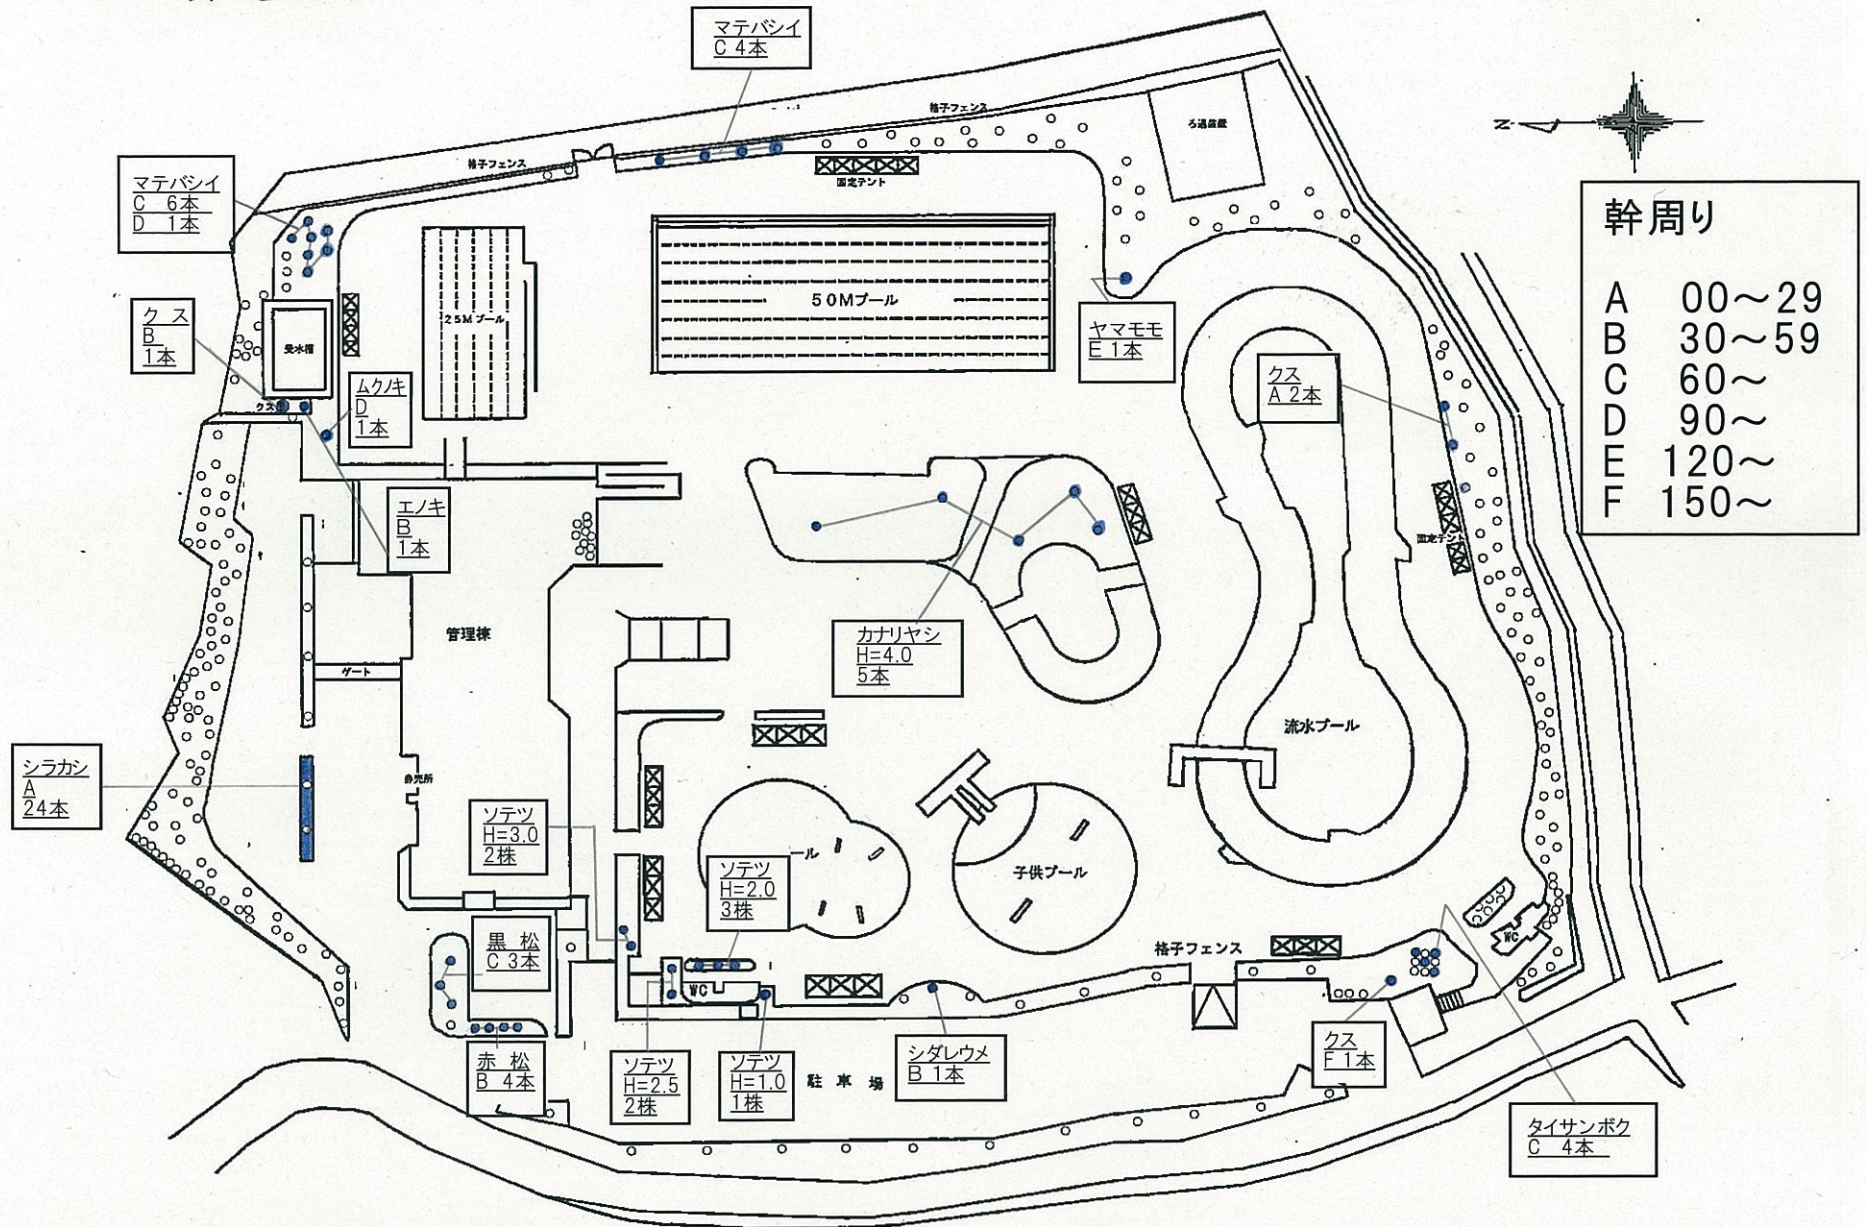 マテバシイ
C 4本
格子フェンス
ろ過装置
N
格子フェンス
固定テント
マテバシイ
C 6本
D 1本
幹周り
A 00～29
B 30～59
C 60～
D 90～
E 120～
F 150～
50Mプール
25Mプール
ク ス
B
1本
受水槽
ヤマモモ
E 1本
クス
A 2本
ムクノキ
D
1本
クス
エノキ
B
1本
固定テント
管理棟
カナリヤシ
H=4.0
5本
ゲート
流水プール
シラカシ
A
24本
券売所
ソテツ
H=3.0
2株
ソテツ
H=2.0
3株
ール
子供プール
黒 松
C 3本
格子フェンス
WC
WC
赤 松
B 4本
ソテツ
H=2.5
2株
ソテツ
H=1.0
1株
駐 車 場
シダレウメ
B 1本
クス
F 1本
タイサンボク
C 4本